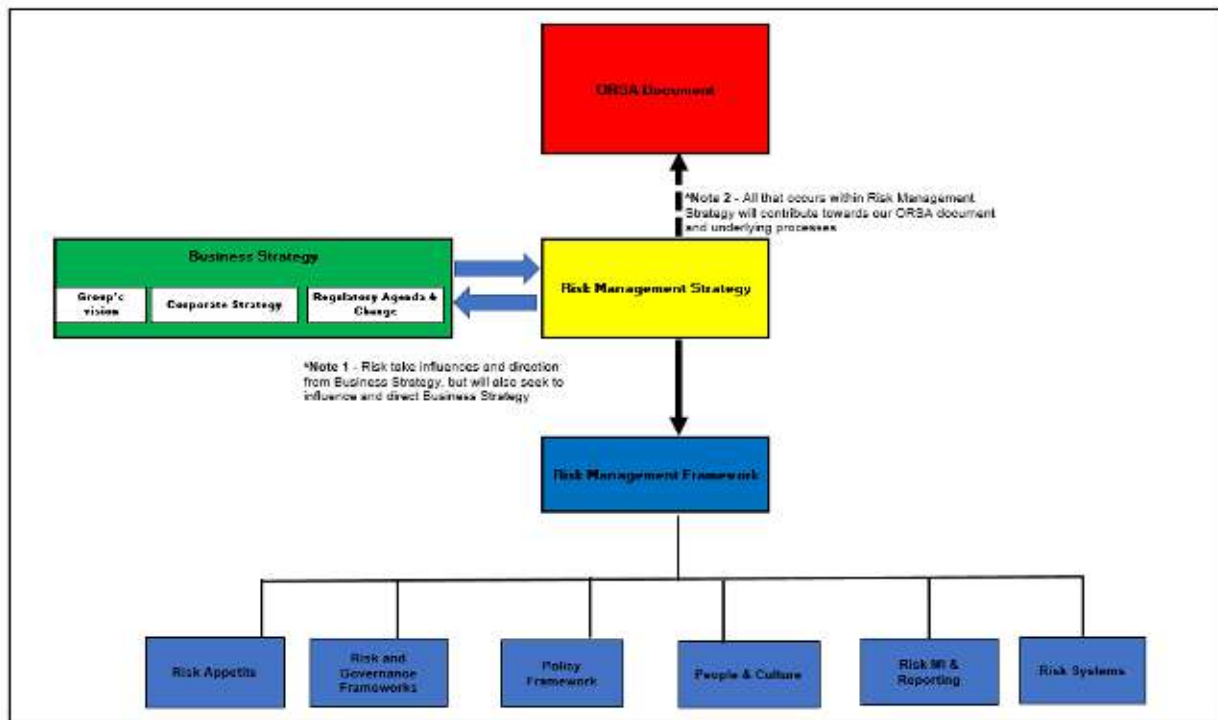 ORSA Document
*Note 2 - All that occurs within Risk Management
Strategy will contribute towards our ORSA document
and underlying processes
Business Strategy
Group's
vision
Corporate Strategy
Regulatory Agenda &
Change
Risk Management Strategy
*Note 1 - Risk take influences and direction
from Business Strategy, but will also seek to
influence and direct Business Strategy
Risk Management Framework
Risk Appetite
Risk and
Governance
Frameworks
Policy
Framework
People & Culture
Risk MI &
Reporting
Risk Systems